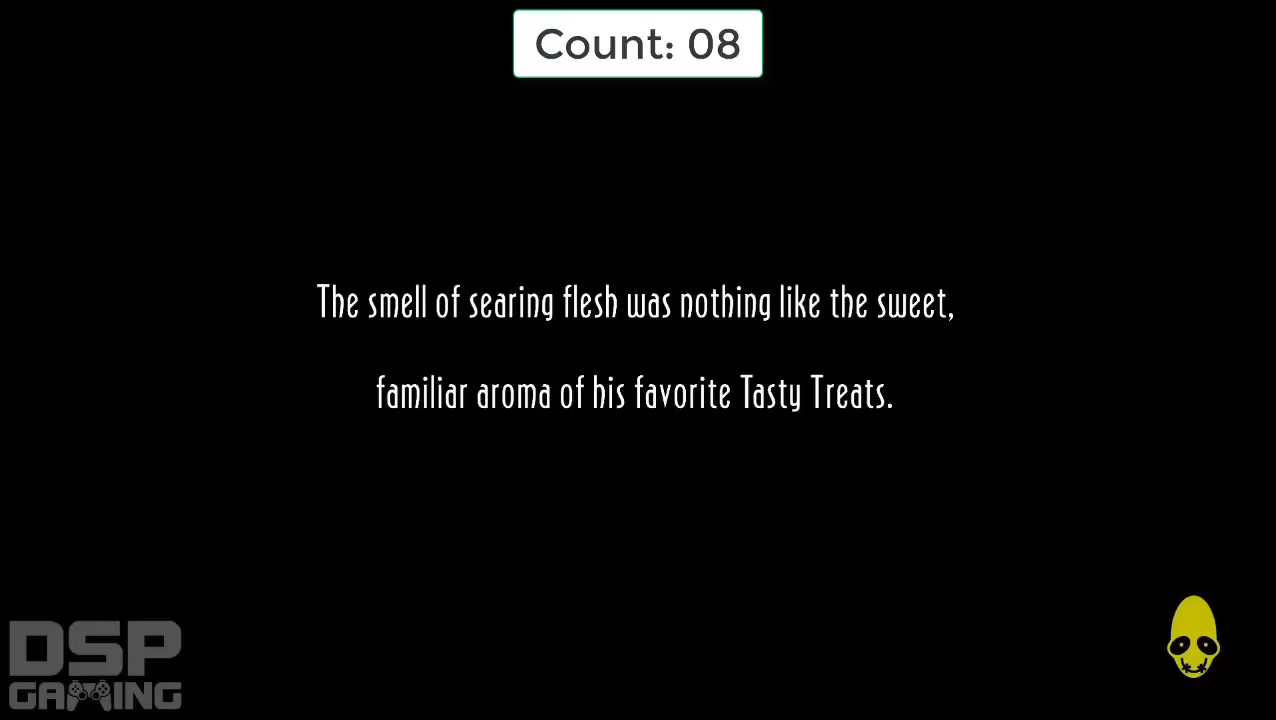 Count: 08
The smell of searing flesh was nothing like the sweet,
familiar aroma of his favorite Tasty Treats.
DSP
GAMING